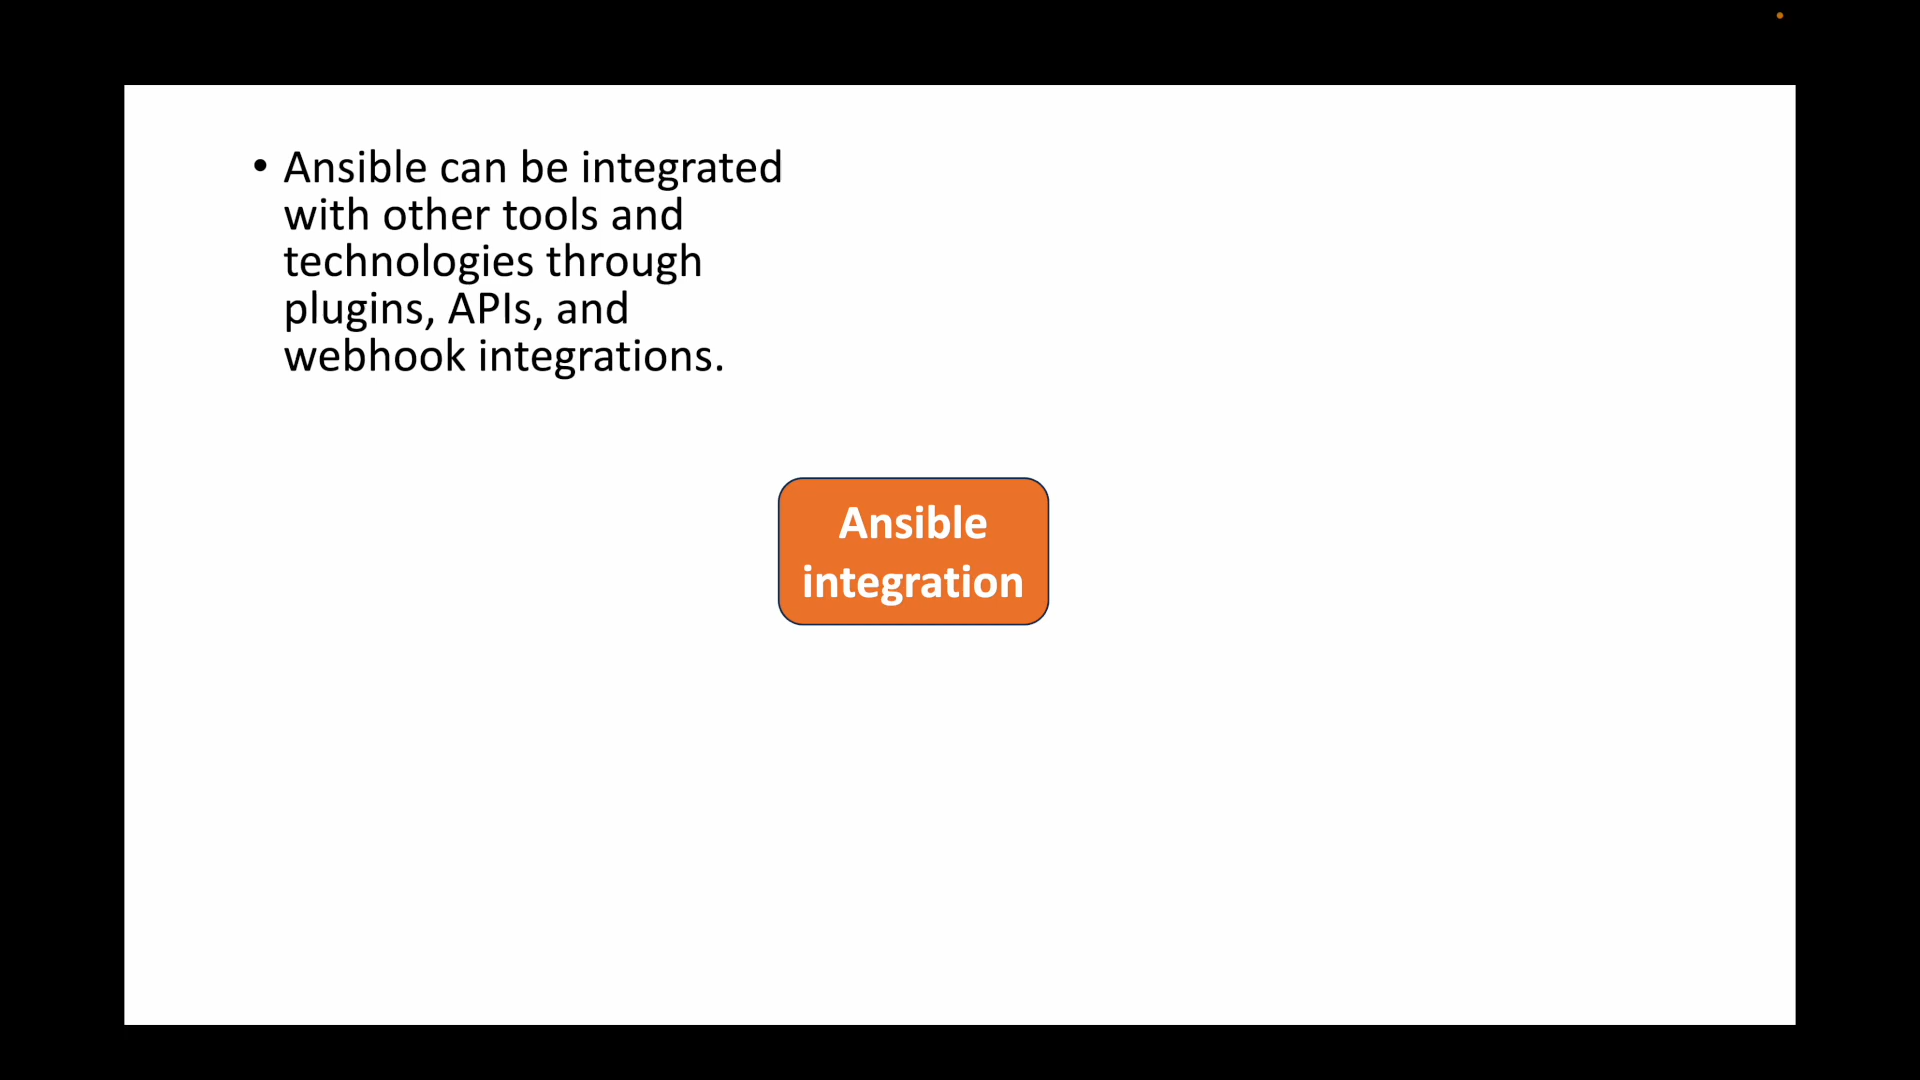 • Ansible can be integrated
with other tools and
technologies through
plugins, APIs, and
webhook integrations.
Ansible
integration